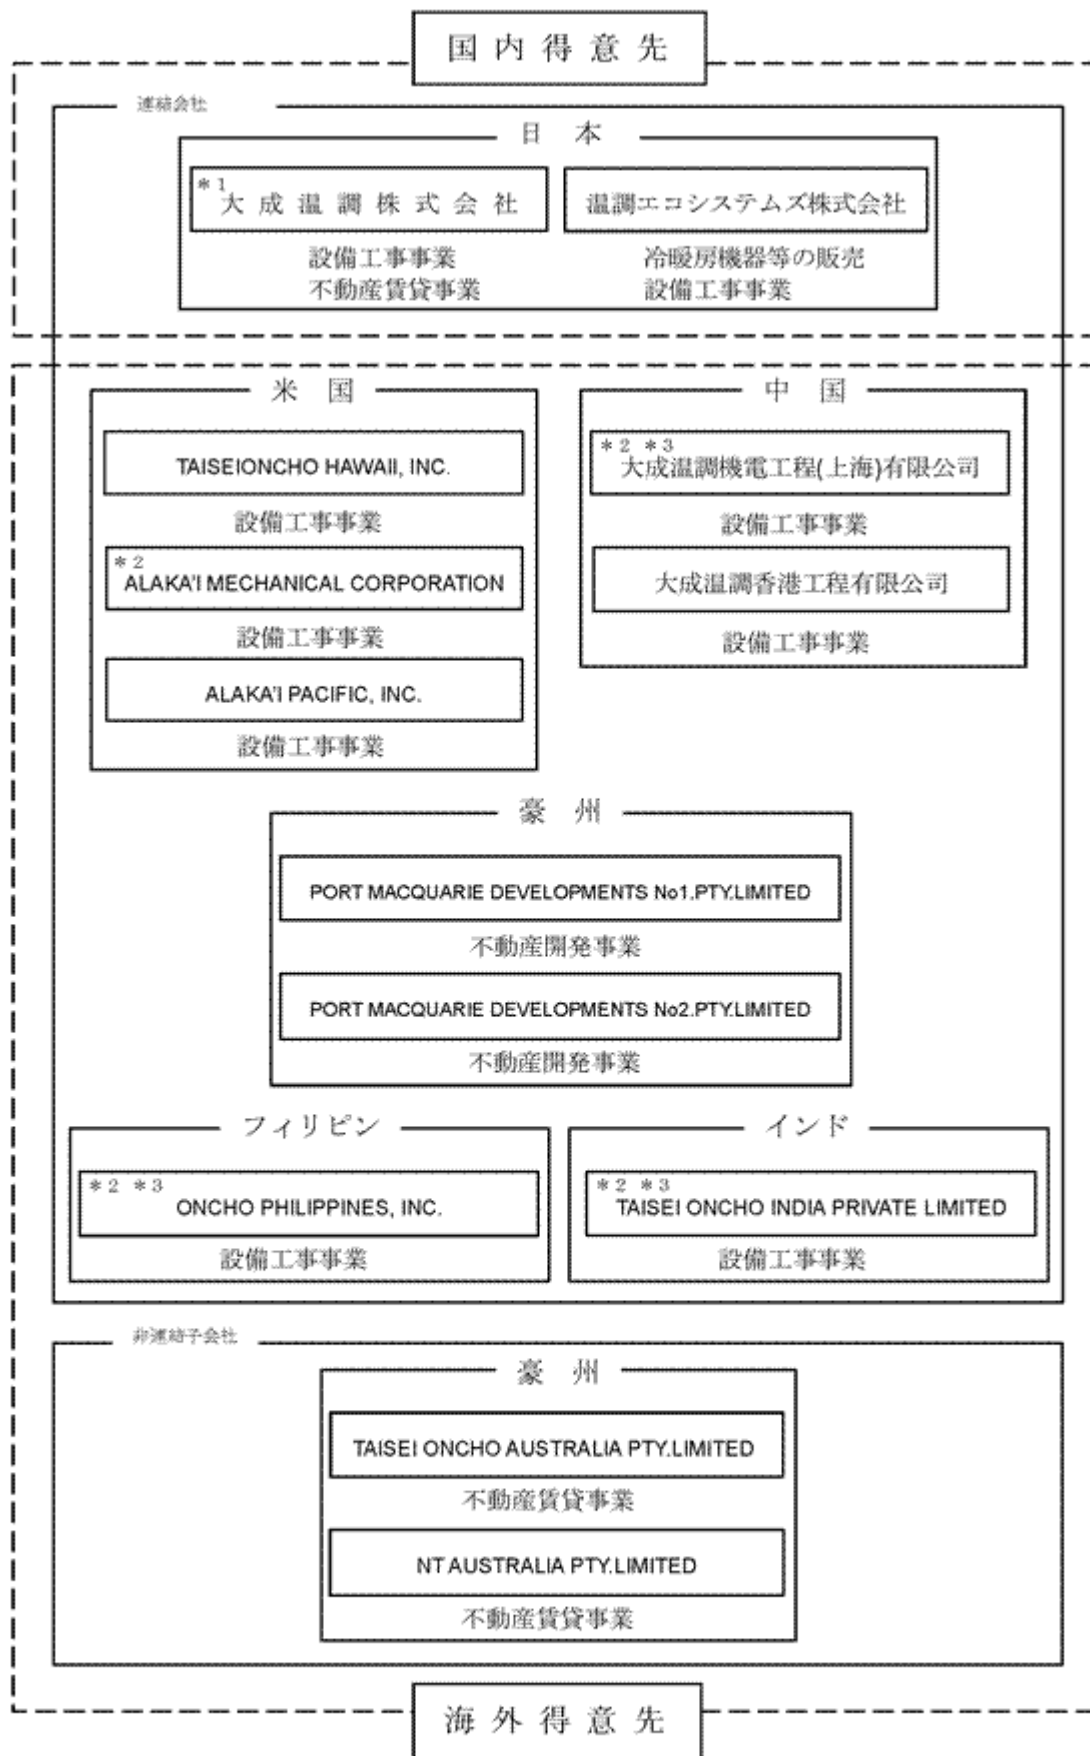 国内得意先
連結会社
日本
*1
大成温調株式会社
温調エコシステムズ株式会社
設備工事事業
不動産賃貸事業
冷暖房機器等の販売
設備工事事業
米国
TAISEIONCHO HAWAII, INC.
設備工事事業
*2
ALAKA'I MECHANICAL CORPORATION
設備工事事業
ALAKA'I PACIFIC, INC.
設備工事事業
中国
*2 *3
大成温調機電工程(上海)有限公司
設備工事事業
大成温調香港工程有限公司
設備工事事業
豪州
PORT MACQUARIE DEVELOPMENTS No1.PTY.LIMITED
不動産開発事業
PORT MACQUARIE DEVELOPMENTS No2.PTY.LIMITED
不動産開発事業
フィリピン
*2 *3
ONCHO PHILIPPINES, INC.
設備工事事業
インド
*2 *3
TAISEI ONCHO INDIA PRIVATE LIMITED
設備工事事業
非連結子会社
豪州
TAISEI ONCHO AUSTRALIA PTY.LIMITED
不動産賃貸事業
NT AUSTRALIA PTY.LIMITED
不動産賃貸事業
海外得意先